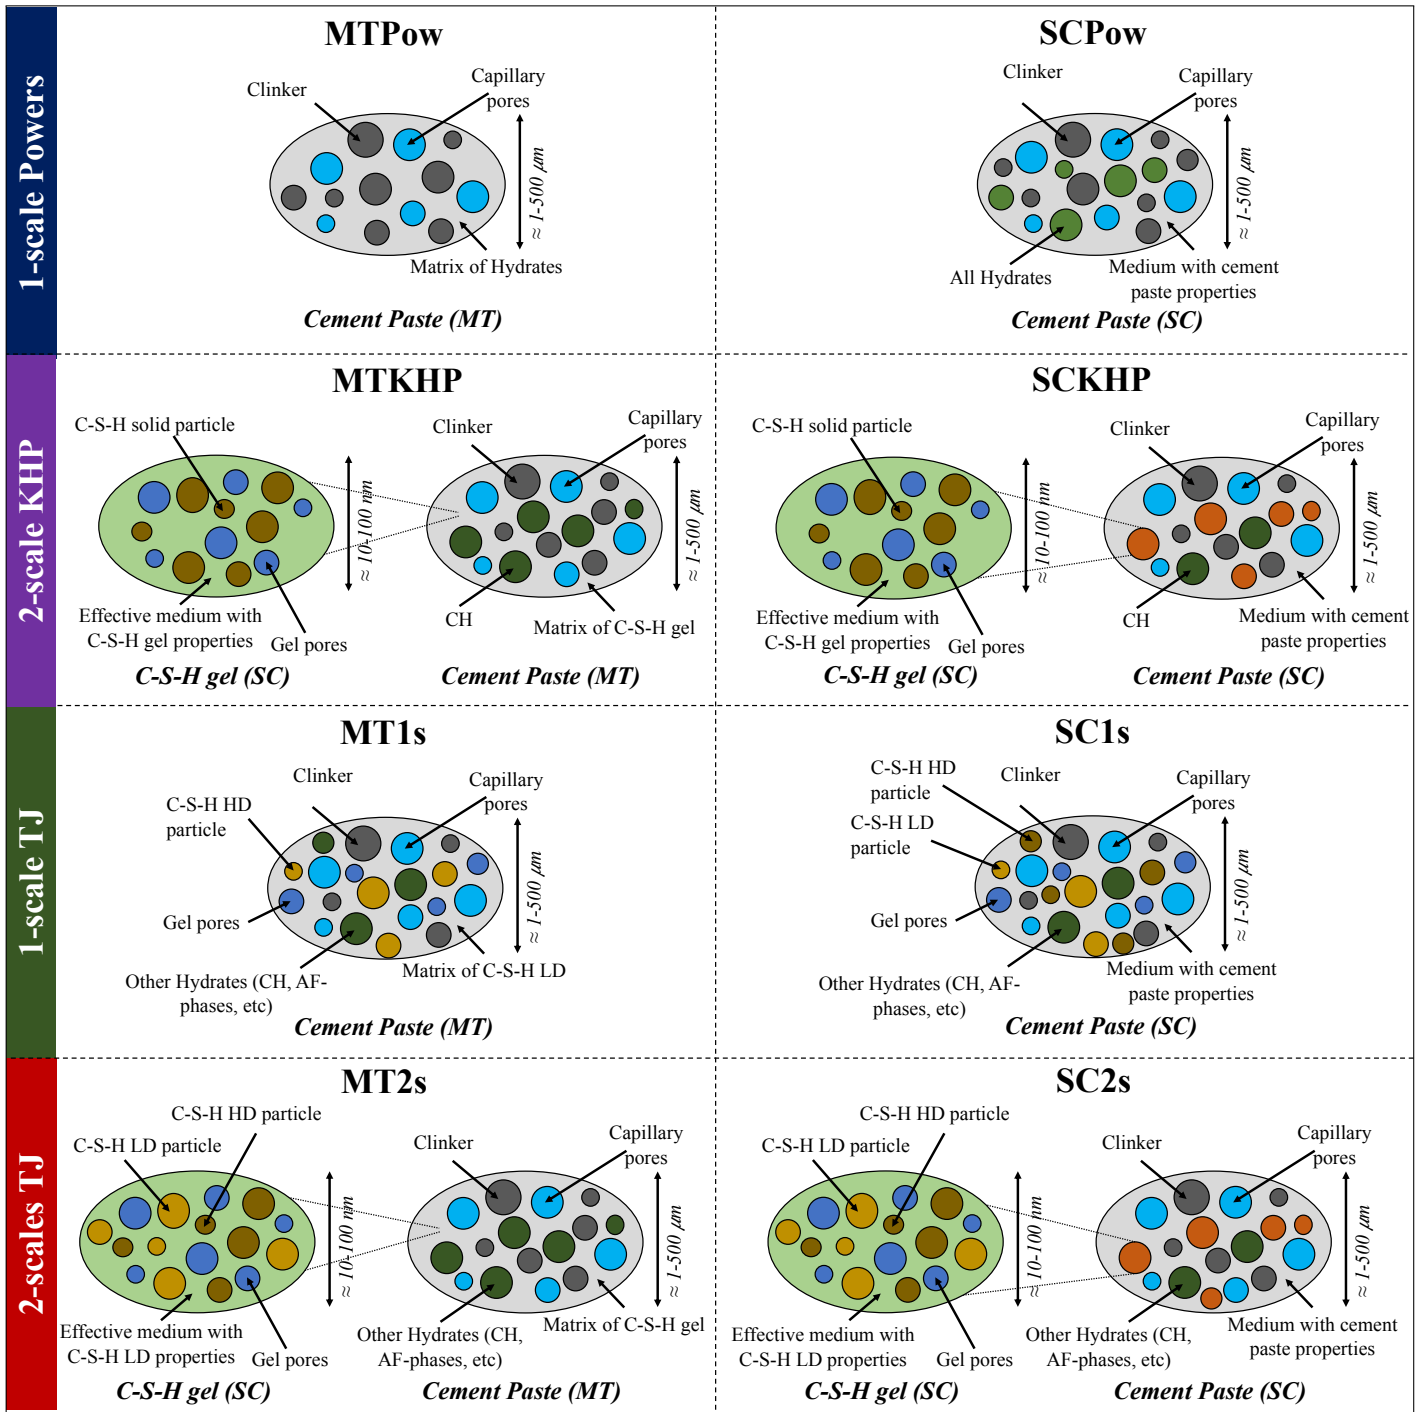 1-scale Powers
MTPow
Clinker
Capillary
pores
≈ 1-500 μm
Matrix of Hydrates
Cement Paste (MT)
SCPow
Clinker
Capillary
pores
≈ 1-500 μm
All Hydrates
Medium with cement
paste properties
Cement Paste (SC)
2-scale KHP
MTKHP
C-S-H solid particle
Clinker
Capillary
pores
≈ 10-100 nm
≈ 1-500 μm
Effective medium with
C-S-H gel properties
Gel pores
CH
Matrix of C-S-H gel
C-S-H gel (SC)
Cement Paste (MT)
SCKHP
C-S-H solid particle
Clinker
Capillary
pores
≈ 10-100 nm
≈ 1-500 μm
Effective medium with
C-S-H gel properties
Gel pores
CH
Medium with cement
paste properties
C-S-H gel (SC)
Cement Paste (SC)
1-scale TJ
MT1s
Clinker
Capillary
pores
C-S-H HD
particle
≈ 1-500 μm
Gel pores
Matrix of C-S-H LD
Other Hydrates (CH, AF-
phases, etc)
Cement Paste (MT)
SC1s
C-S-H HD
particle
Clinker
Capillary
pores
C-S-H LD
particle
≈ 1-500 μm
Gel pores
Other Hydrates (CH, AF-
phases, etc)
Medium with cement
paste properties
Cement Paste (SC)
2-scales TJ
MT2s
C-S-H HD particle
C-S-H LD particle
Clinker
Capillary
pores
≈ 10-100 nm
≈ 1-500 μm
Effective medium with
C-S-H LD properties
Gel pores
Other Hydrates (CH,
AF-phases, etc)
Matrix of C-S-H gel
C-S-H gel (SC)
Cement Paste (MT)
SC2s
C-S-H HD particle
C-S-H LD particle
Clinker
Capillary
pores
≈ 10-100 nm
≈ 1-500 μm
Effective medium with
C-S-H LD properties
Gel pores
Other Hydrates (CH,
AF-phases, etc)
Medium with cement
paste properties
C-S-H gel (SC)
Cement Paste (SC)